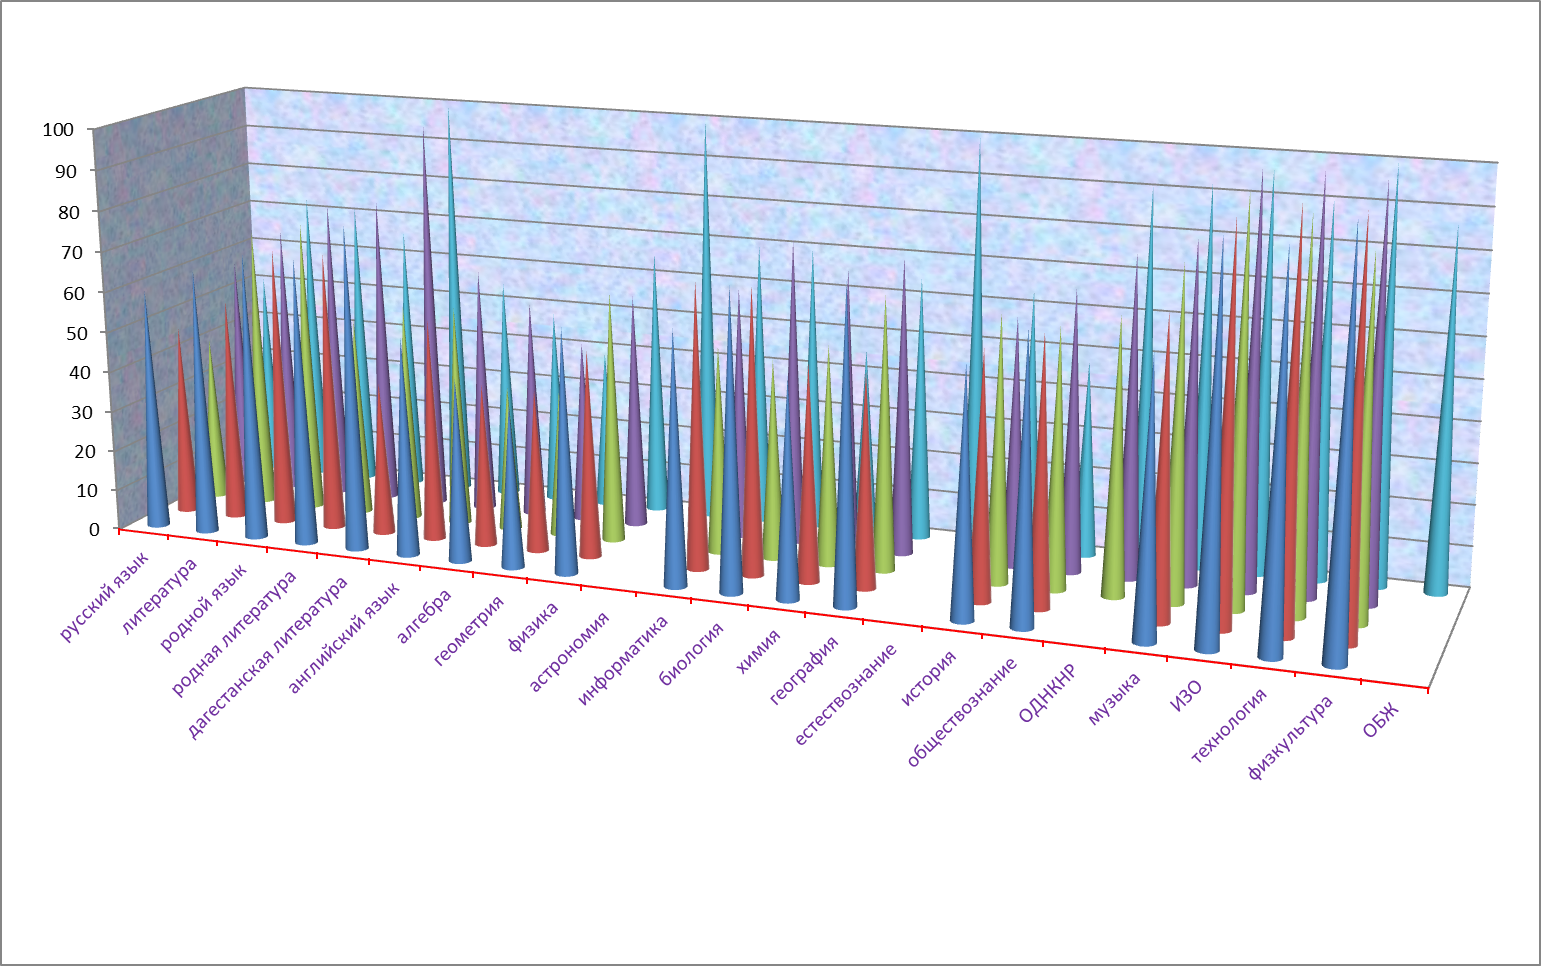 100
90
80
70
60
50
40
30
20
10
0
русский язык
литература
родной язык
родная литература
дагестанская литература
английский язык
алгебра
геометрия
физика
астрономия
информатика
биология
химия
география
естествознание
история
обществознание
ОДНКНР
музыка
ИЗО
технология
физкультура
ОБЖ